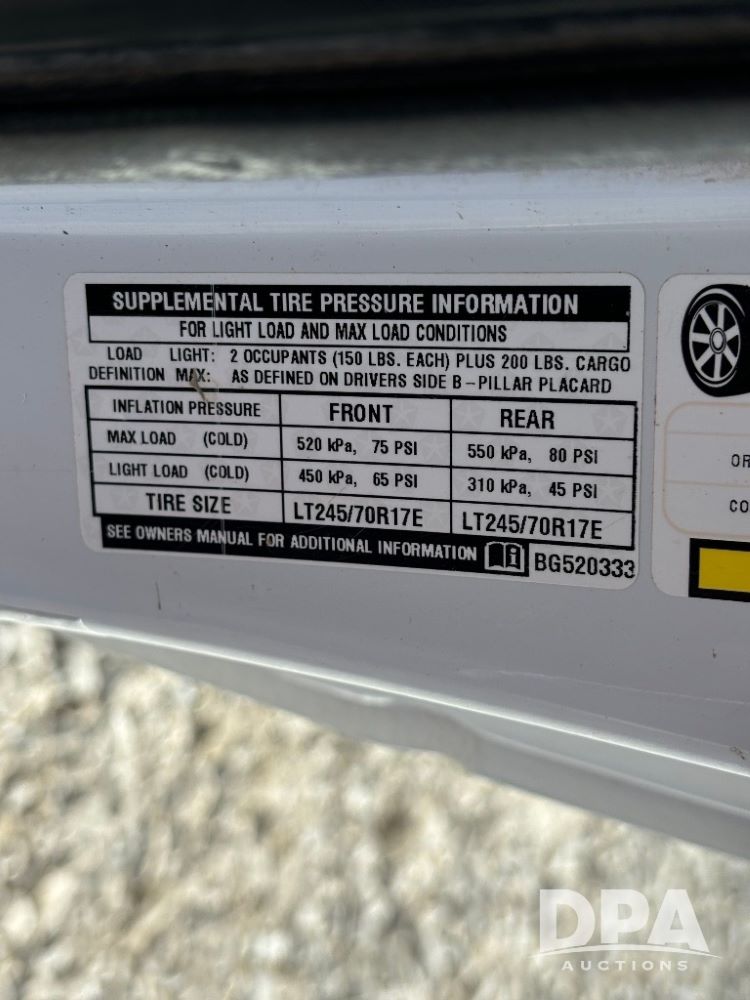 SUPPLEMENTAL TIRE PRESSURE INFORMATION
FOR LIGHT LOAD AND MAX LOAD CONDITIONS
LOAD LIGHT: 2 OCCUPANTS (150 LBS. EACH) PLUS 200 LBS. CARGO
DEFINITION MAX: AS DEFINED ON DRIVERS SIDE B-PILLAR PLACARD
INFLATION PRESSURE FRONT REAR
MAX LOAD (COLD) 520 kPa, 75 PSI 550 kPa, 80 PSI
LIGHT LOAD (COLD) 450 kPa, 65 PSI 310 kPa, 45 PSI
TIRE SIZE LT245/70R17E LT245/70R17E
SEE OWNERS MANUAL FOR ADDITIONAL INFORMATION BG520333
DPA
AUCTIONS